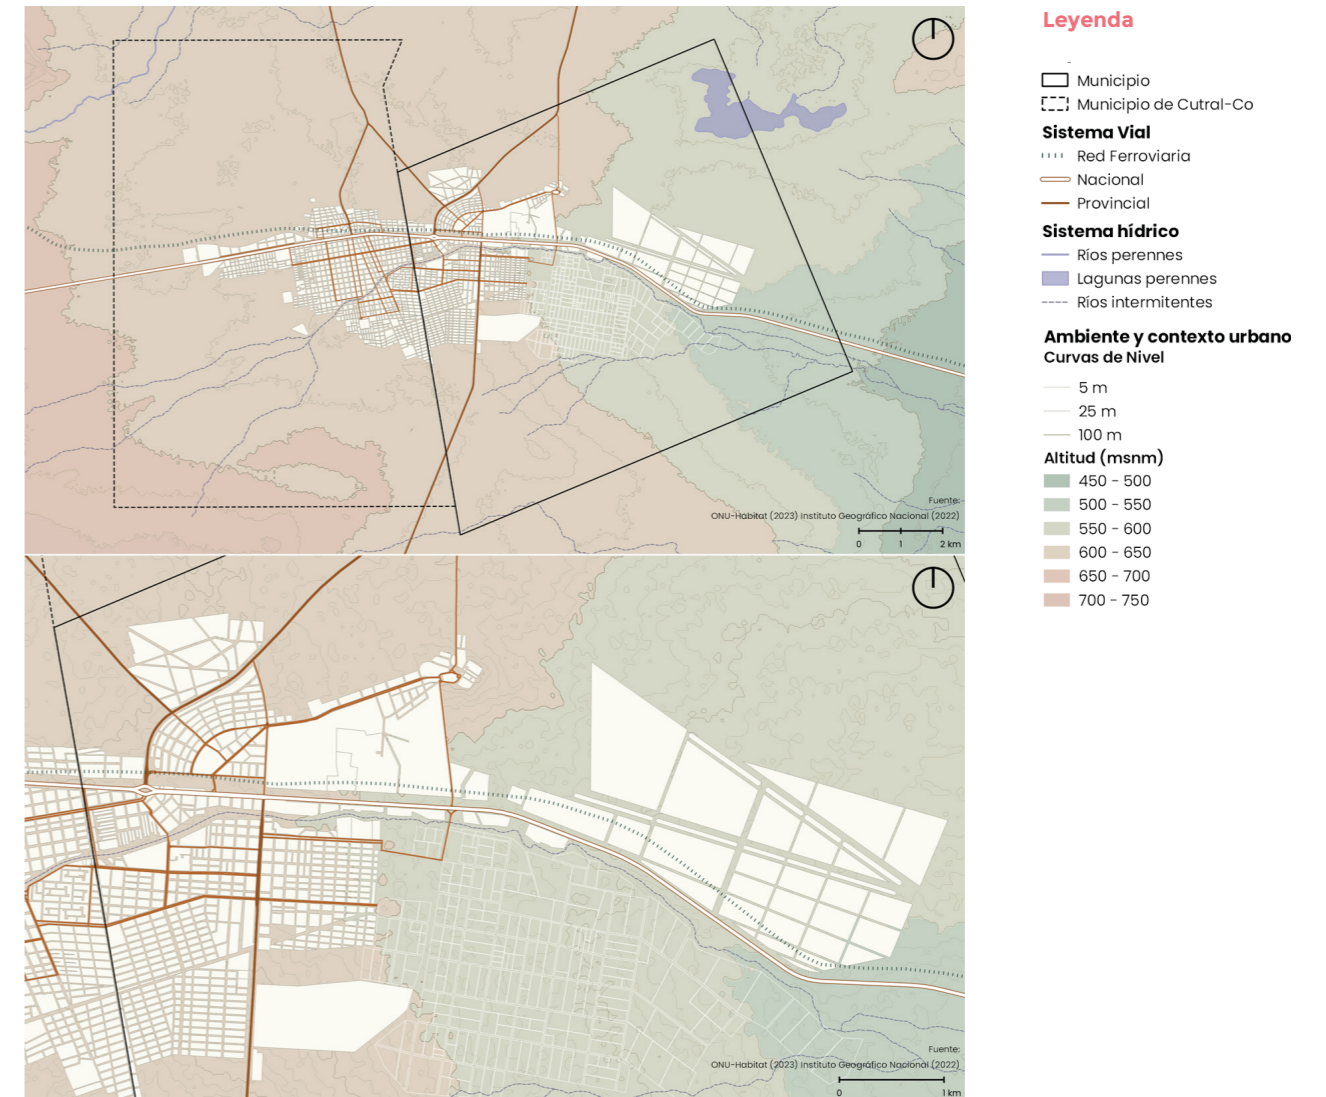 Leyenda
Municipio
Municipio de Cutral-Co
Sistema Vial
Red Ferroviaria
Nacional
Provincial
Sistema hídrico
Ríos perennes
Lagunas perennes
Ríos intermitentes
Ambiente y contexto urbano
Curvas de Nivel
5 m
25 m
100 m
Altitud (msnm)
450 - 500
500 - 550
550 - 600
600 - 650
650 - 700
700 - 750
Fuente:
ONU-Habitat (2023) Instituto Geográfico Nacional (2022)
0 1 2 km
Fuente:
ONU-Habitat (2023) Instituto Geográfico Nacional (2022)
0 1 km